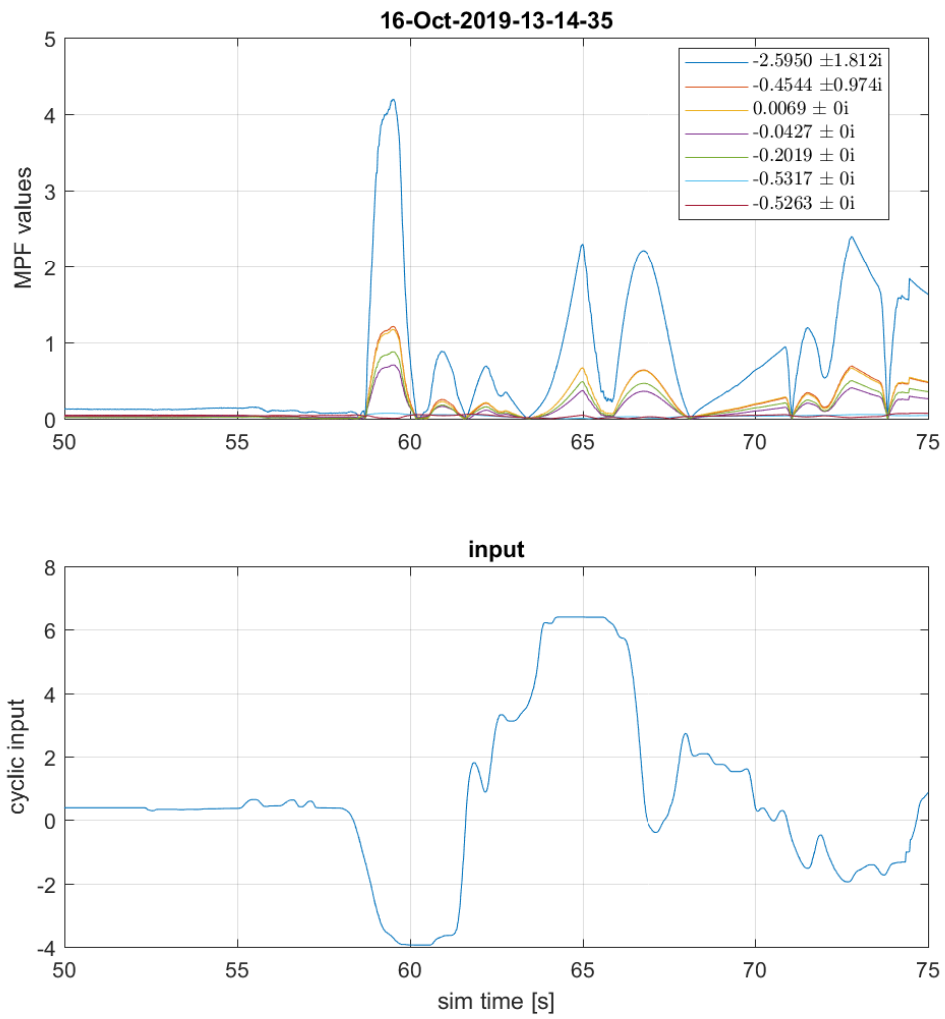 16-Oct-2019-13-14-35
5
4
3
2
1
0
MPF values
-2.5950 ±1.812i
-0.4544 ±0.974i
0.0069 ± 0i
-0.0427 ± 0i
-0.2019 ± 0i
-0.5317 ± 0i
-0.5263 ± 0i
50 55 60 65 70 75
input
8
6
4
2
0
-2
-4
cyclic input
50 55 60 65 70 75
sim time [s]